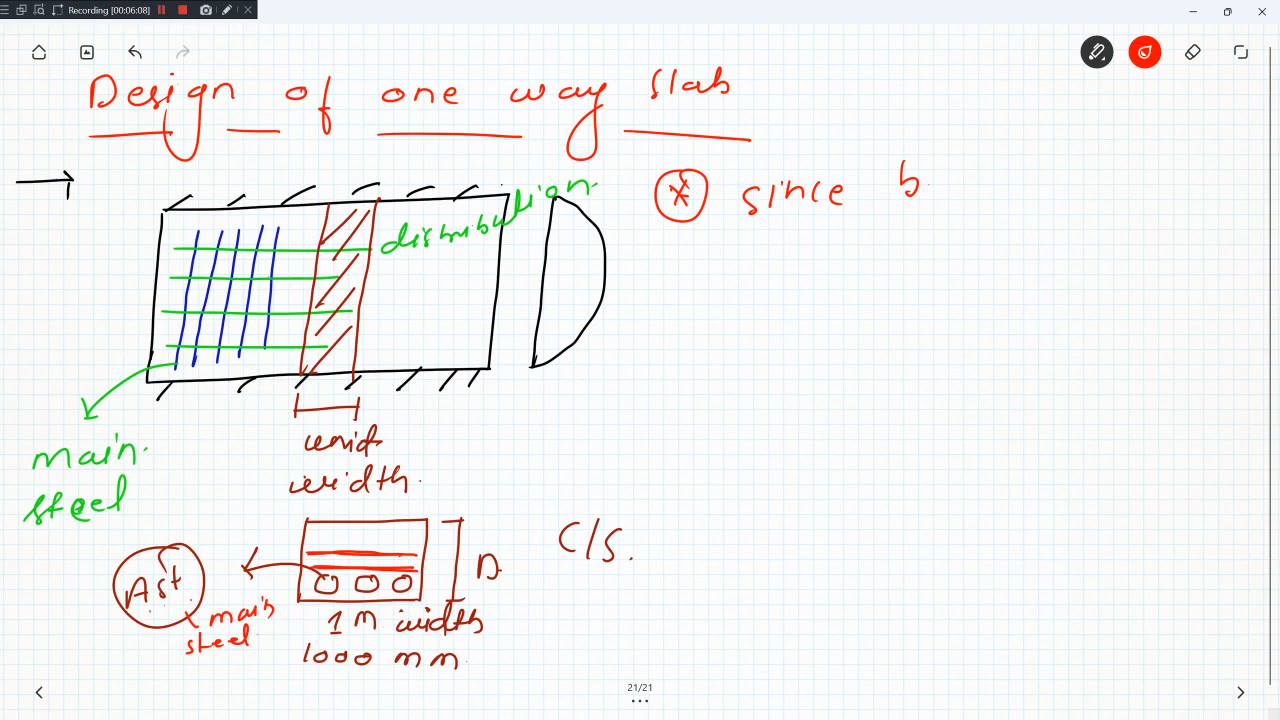 Recording [00:06:08]
Design of one way slab
* since b
distribution
main
steel
unit
width
C/S.
D
Ast
main
steel
1 m width
1000 mm
21/21